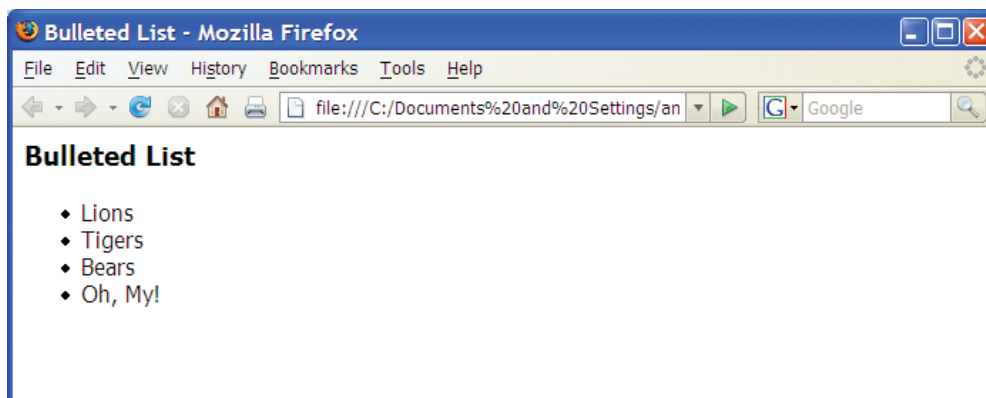 Bulleted List - Mozilla Firefox
File Edit View History Bookmarks Tools Help
file:///C:/Documents%20and%20Settings/an G Google
Bulleted List
• Lions
• Tigers
• Bears
• Oh, My!